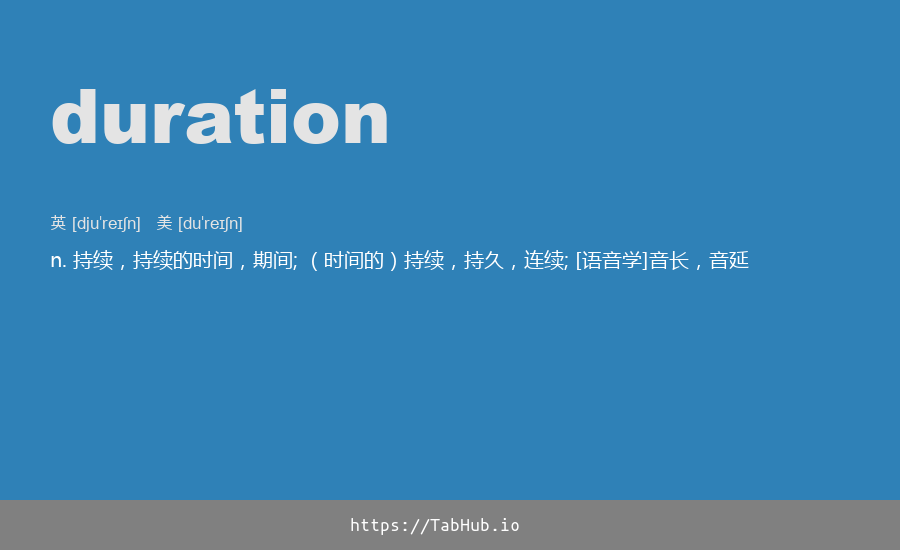 duration
英 [djuˈreɪʃn] 美 [duˈreɪʃn]
n. 持续，持续的时间，期间; （时间的）持续，持久，连续; [语音学]音长，音延
https://TabHub.io